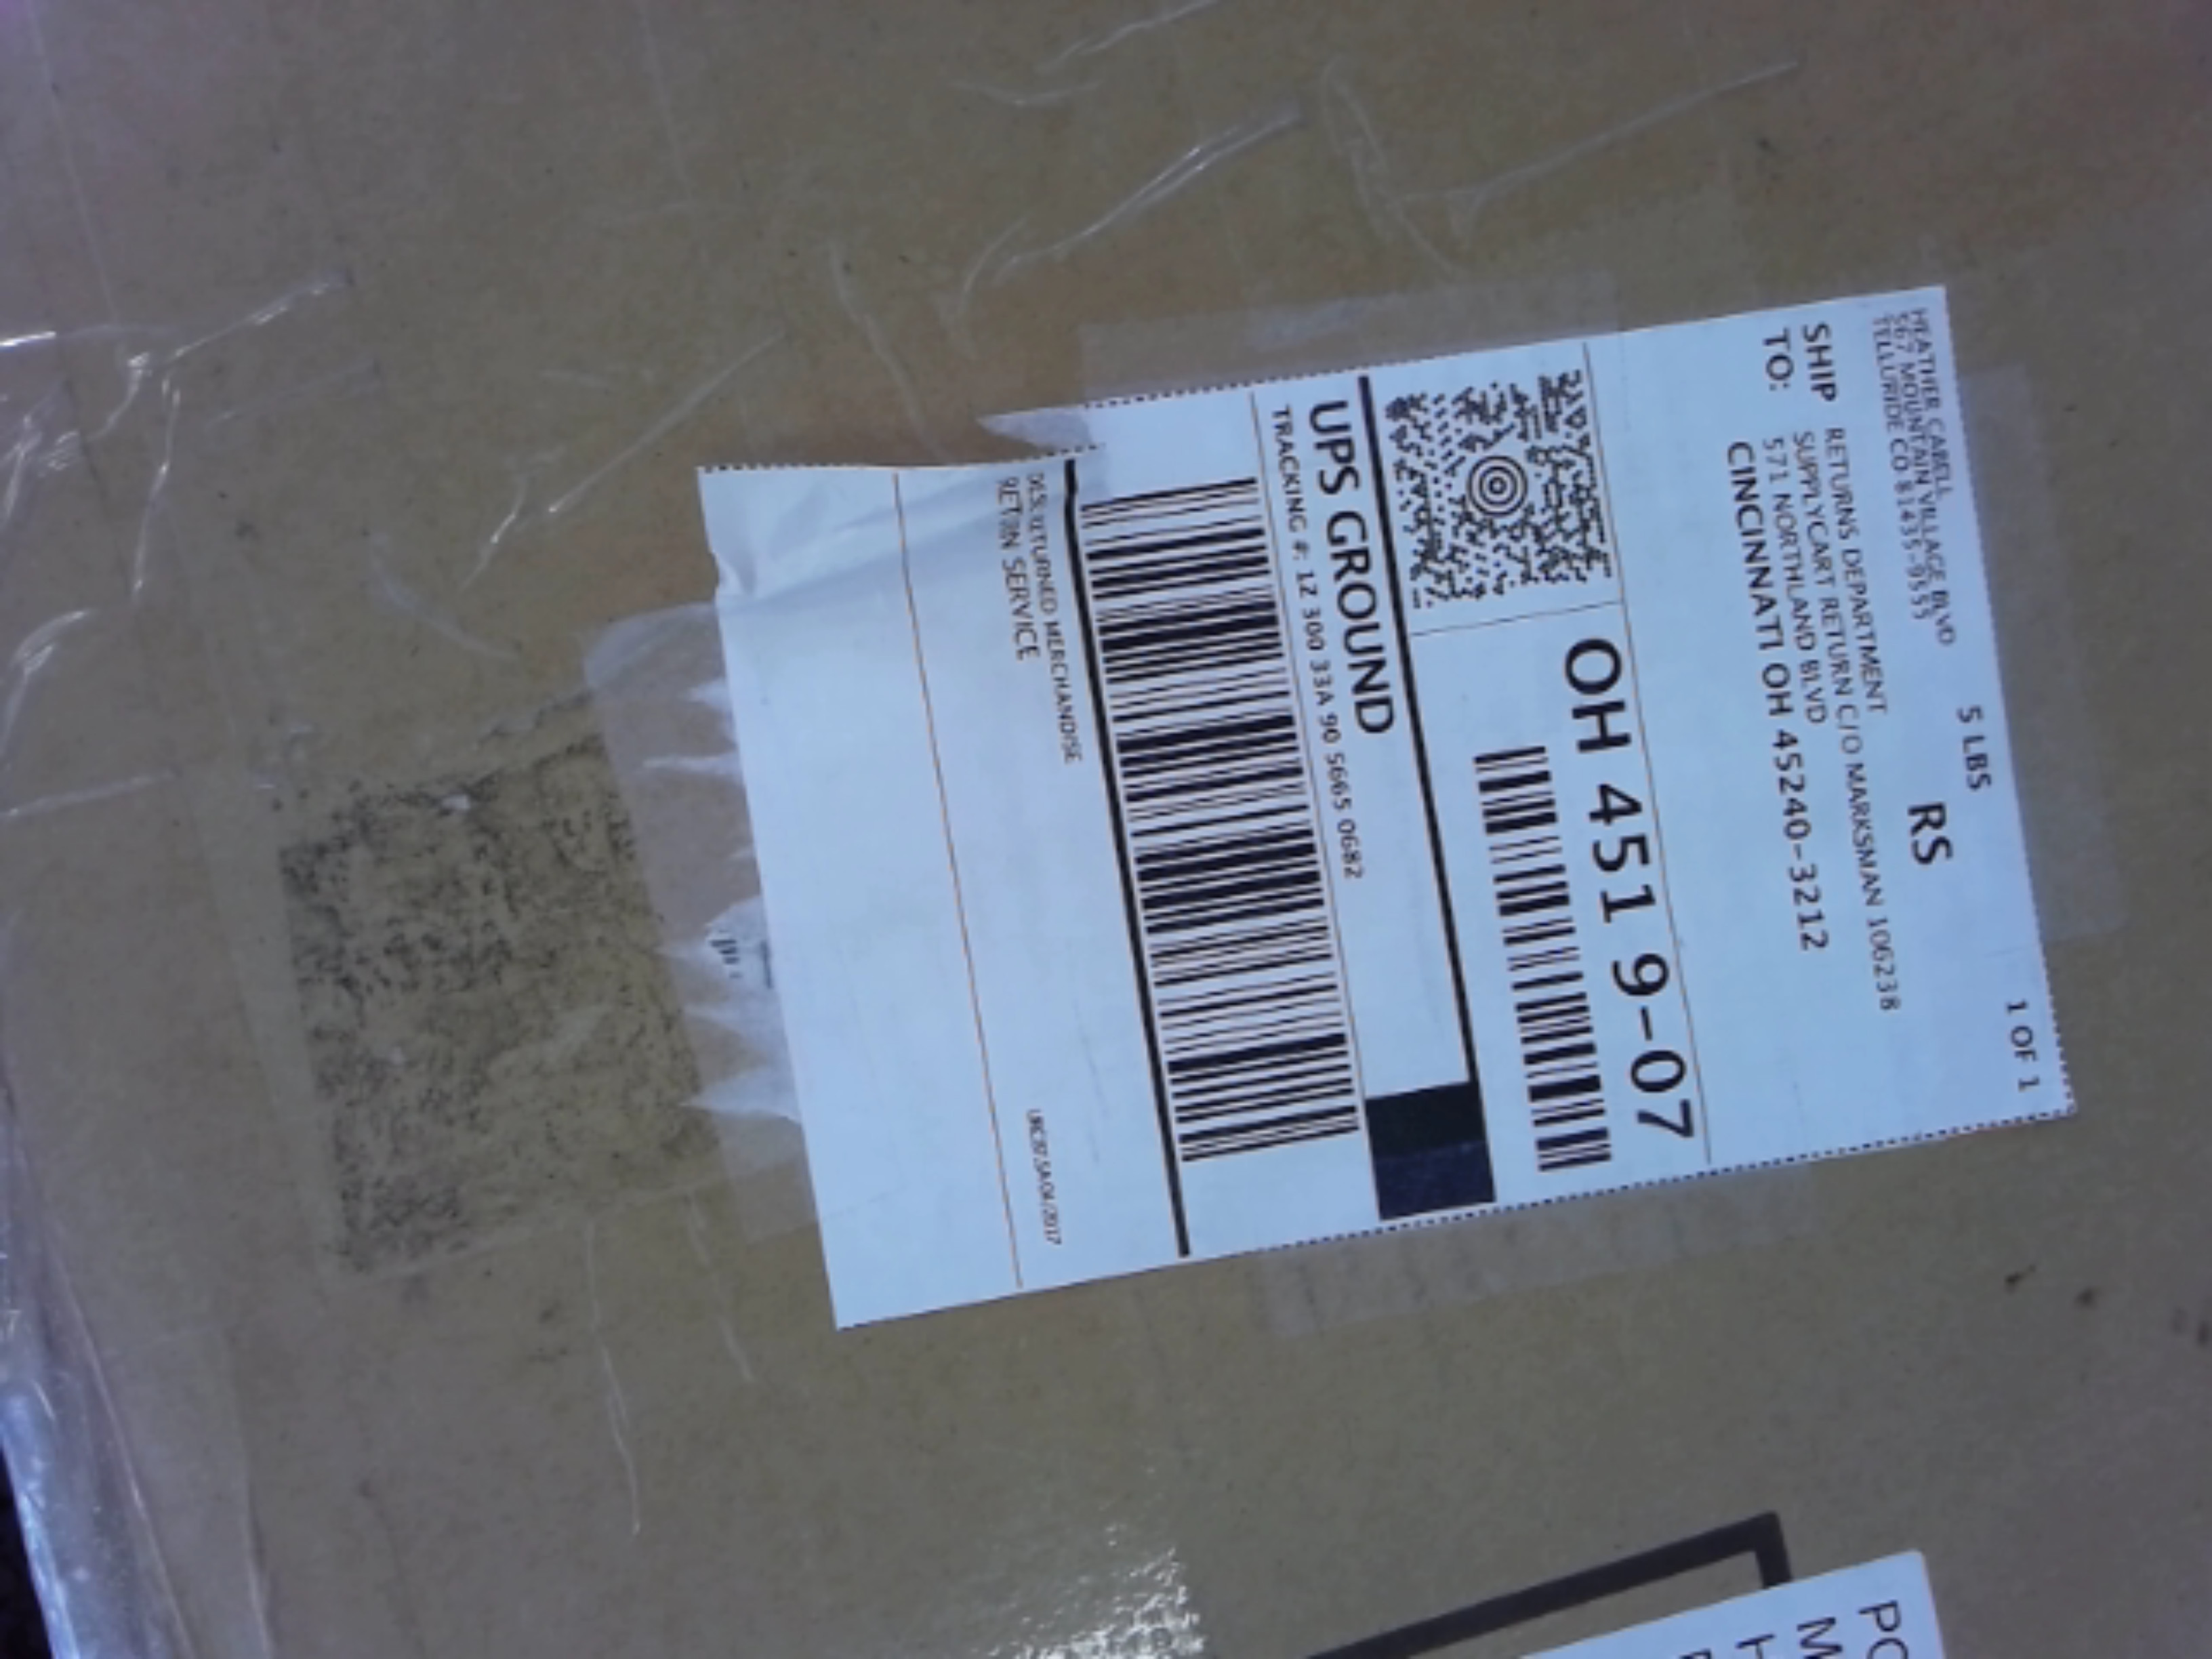 HEATHER CABELL
567 MOUNTAIN VILLAGE BLVD
TELLURIDE CO 81435-9533
5 LBS
1 OF 1
RS
SHIP TO:
RETURNS DEPARTMENT
SUPPLYCART RETURN C/O MARKSMAN 106238
571 NORTHLAND BLVD
CINCINNATI OH 45240-3212
OH 451 9-07
UPS GROUND
TRACKING #: 1Z 300 33A 90 5665 0682
RETURNED MERCHANDISE
SERVICE
PO
M
H